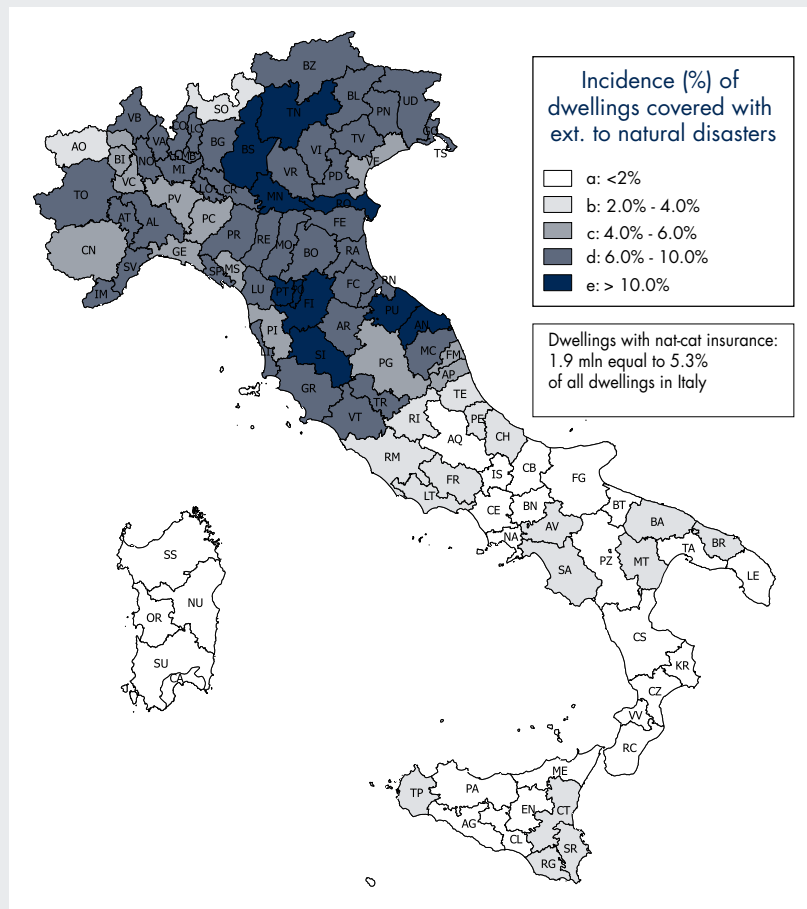 Incidence (%) of
dwellings covered with
ext. to natural disasters
a: <2%
b: 2.0% - 4.0%
c: 4.0% - 6.0%
d: 6.0% - 10.0%
e: > 10.0%
Dwellings with nat-cat insurance:
1.9 mln equal to 5.3%
of all dwellings in Italy
BZ
SO
TN
BL
PN
UD
VB
CO
LC
AO
BI
NO
VA
MB
BG
BS
VI
TV
GO
TS
VC
MI
VR
PD
TO
LO
CR
MN
RO
PV
AT
AL
PC
PR
RE
MO
FE
BO
RA
CN
GE
SV
SP
MS
IM
LU
PT
FI
FC
RN
PU
AN
PI
AR
SI
MC
FM
AP
PG
GR
TR
VT
TE
RI
PE
AQ
CH
RM
FR
LT
IS
CB
FG
CE
BN
BT
NA
AV
BA
BR
SA
PZ
MT
TA
LE
SS
NU
OR
SU
CA
CS
KR
CZ
VV
RC
ME
TP
PA
EN
CT
AG
CL
SR
RG